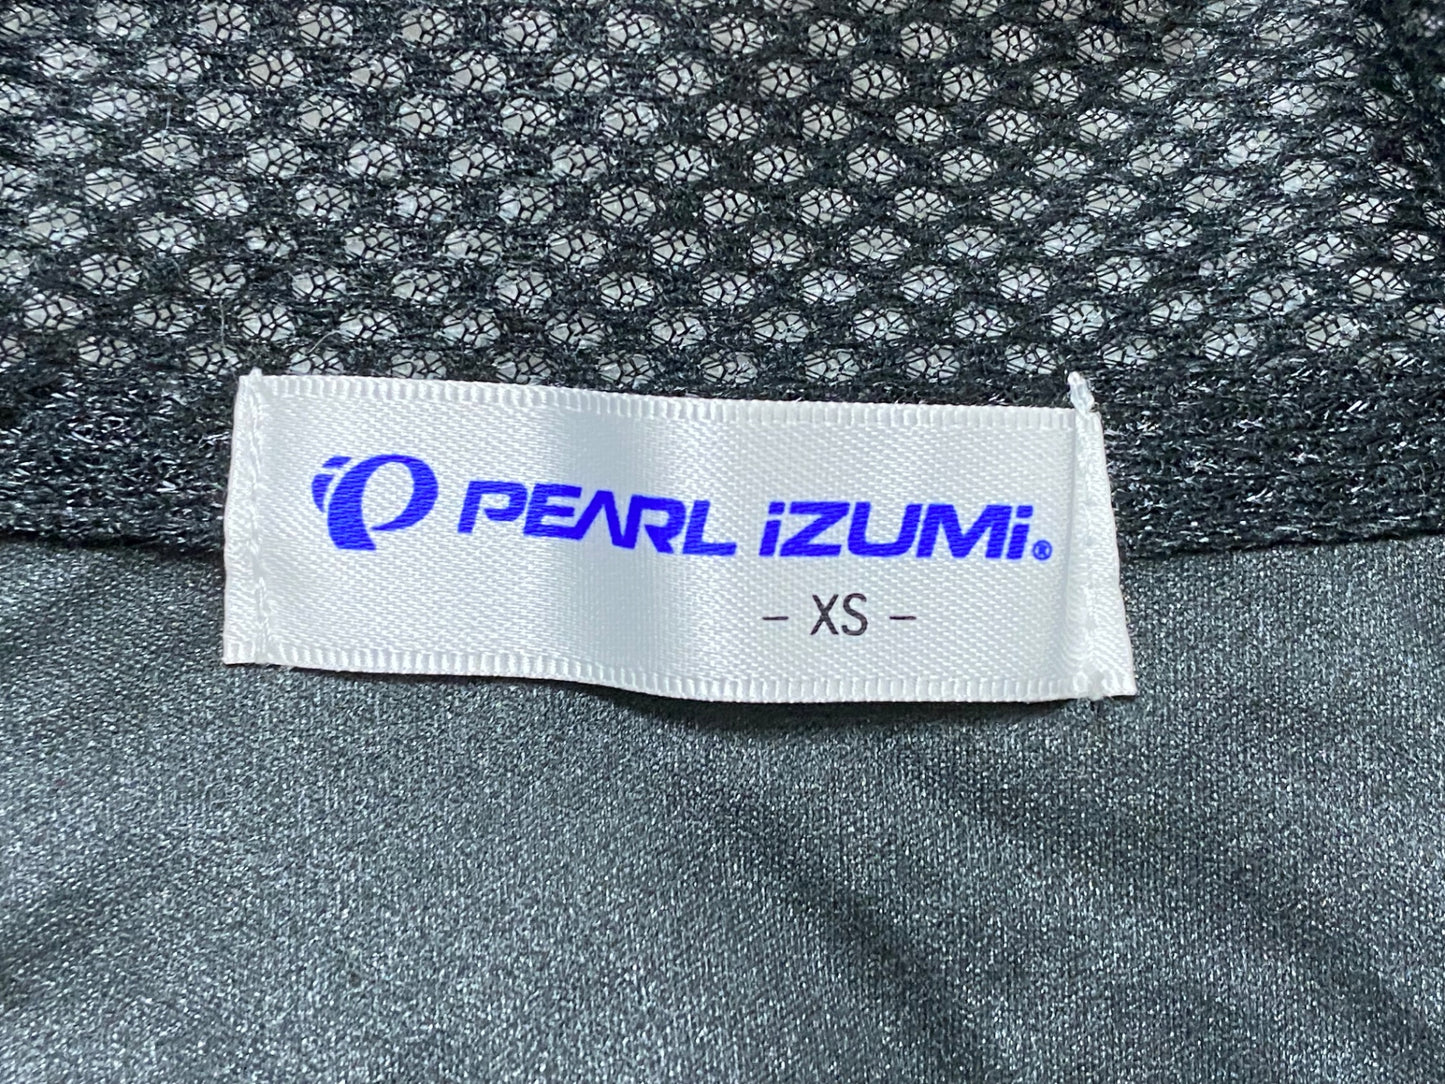 PEARL iZUMi®
- XS -